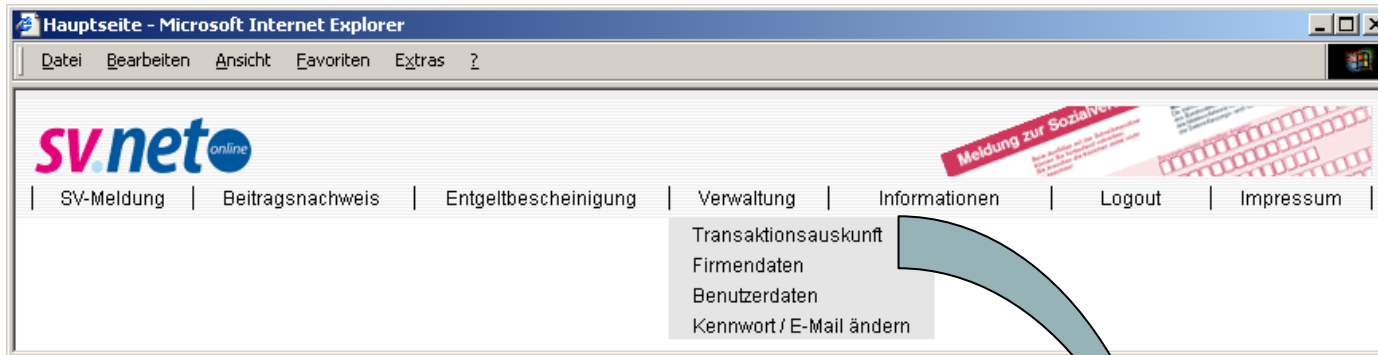 Hauptseite - Microsoft Internet Explorer
Datei Bearbeiten Ansicht Favoriten Extras ?
sv.net online
Meldung zur Sozialver
SV-Meldung | Beitragsnachweis | Entgeltbescheinigung | Verwaltung | Informationen | Logout | Impressum
Transaktionsauskunft
Firmendaten
Benutzerdaten
Kennwort / E-Mail ändern